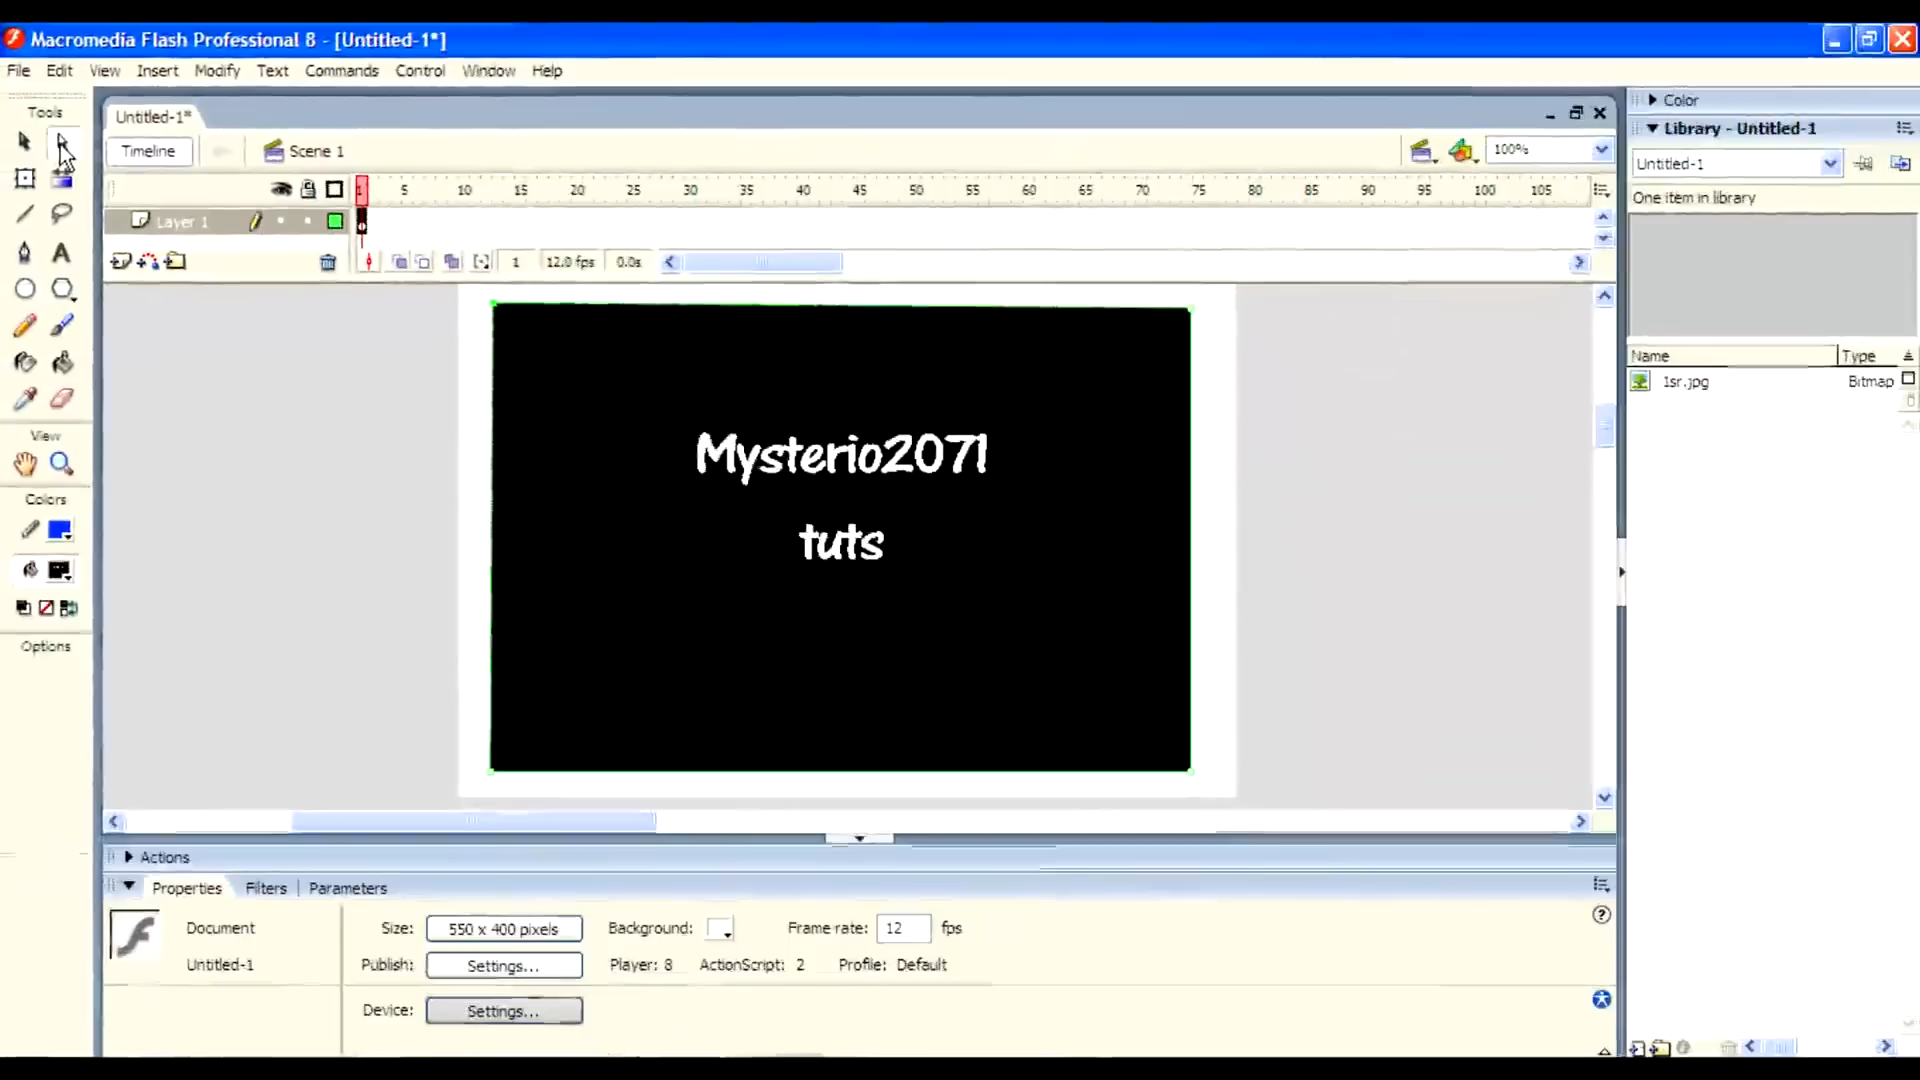 Macromedia Flash Professional 8 - [Untitled-1*]
File Edit View Insert Modify Text Commands Control Window Help
Tools
Untitled-1*
Color
Library - Untitled-1
Timeline
Scene 1
100%
Untitled-1
One item in library
1 5 10 15 20 25 30 35 40 45 50 55 60 65 70 75 80 85 90 95 100 105
Layer 1
1 12.0 fps 0.0s
Name Type
1sr.jpg Bitmap
View
Colors
Options
Mysterio2071
tuts
Actions
Properties Filters Parameters
Document
Untitled-1
Size: 550 x 400 pixels Background: Frame rate: 12 fps
Publish: Settings... Player: 8 ActionScript: 2 Profile: Default
Device: Settings...